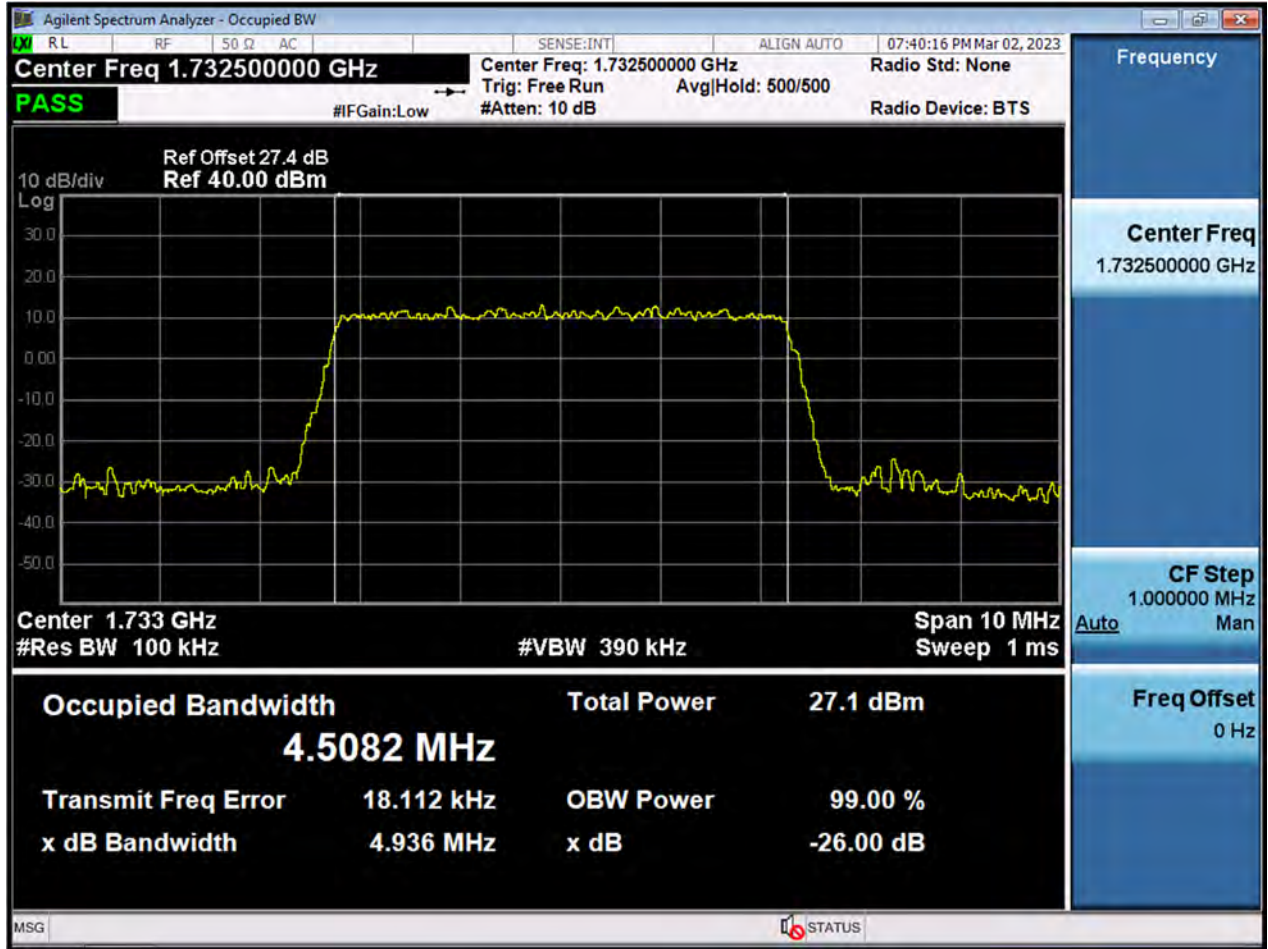 Agilent Spectrum Analyzer - Occupied BW
LXI RL RF 50 Ω AC SENSE:INT ALIGN AUTO 07:40:16 PM Mar 02, 2023
Center Freq 1.732500000 GHz
Center Freq: 1.732500000 GHz
Radio Std: None
Trig: Free Run
Avg|Hold: 500/500
PASS
#IFGain:Low
#Atten: 10 dB
Radio Device: BTS
Ref Offset 27.4 dB
10 dB/div
Ref 40.00 dBm
Log
30.0
20.0
10.0
0.00
-10.0
-20.0
-30.0
-40.0
-50.0
Center 1.733 GHz
Span 10 MHz
#Res BW 100 kHz
#VBW 390 kHz
Sweep 1 ms
Occupied Bandwidth
4.5082 MHz
Total Power 27.1 dBm
Transmit Freq Error 18.112 kHz
OBW Power 99.00 %
x dB Bandwidth 4.936 MHz
x dB -26.00 dB
MSG
STATUS
Frequency
Center Freq
1.732500000 GHz
CF Step
1.000000 MHz
Auto Man
Freq Offset
0 Hz